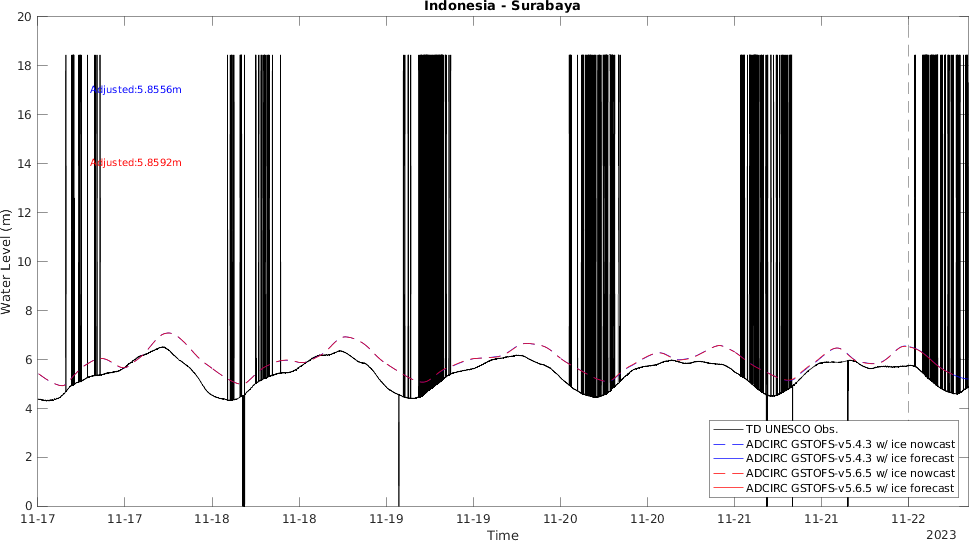 Indonesia - Surabaya
20
18
16
14
12
10
8
6
4
2
0
Water Level (m)
Adjusted:5.8556m
Adjusted:5.8592m
TD UNESCO Obs.
ADCIRC GSTOFS-v5.4.3 w/ ice nowcast
ADCIRC GSTOFS-v5.4.3 w/ ice forecast
ADCIRC GSTOFS-v5.6.5 w/ ice nowcast
ADCIRC GSTOFS-v5.6.5 w/ ice forecast
11-17 11-17 11-18 11-18 11-19 11-19 11-20 11-20 11-21 11-21 11-22
Time
2023